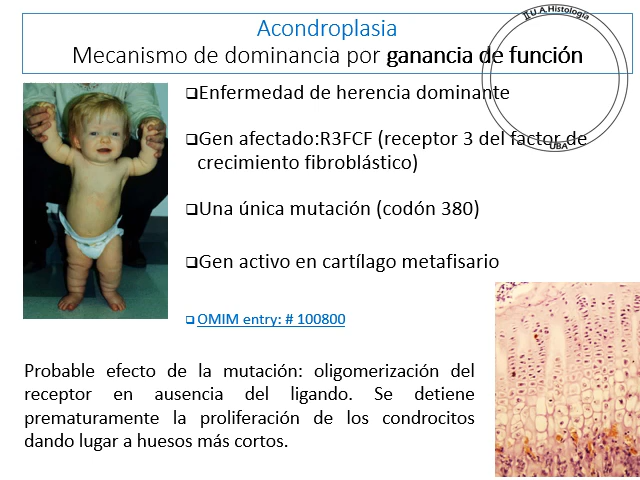 Acondroplasia
Mecanismo de dominancia por ganancia de función
II U.A.Histología
UBA
❑Enfermedad de herencia dominante
❑Gen afectado:R3FCF (receptor 3 del factor de
crecimiento fibroblástico)
❑Una única mutación (codón 380)
❑Gen activo en cartílago metafisario
❑ OMIM entry: # 100800
Probable efecto de la mutación: oligomerización del
receptor en ausencia del ligando. Se detiene
prematuramente la proliferación de los condrocitos
dando lugar a huesos más cortos.